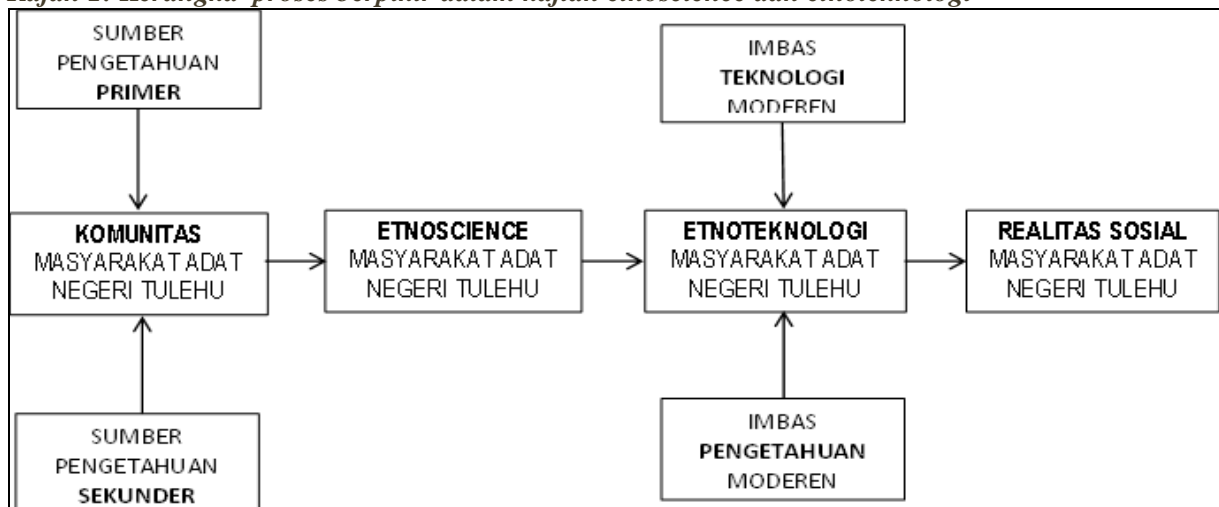 SUMBER
PENGETAHUAN
PRIMER
IMBAS
TEKNOLOGI
MODEREN
KOMUNITAS
MASYARAKAT ADAT
NEGERI TULEHU
ETNOSCIENCE
MASYARAKAT ADAT
NEGERI TULEHU
ETNOTEKNOLOGI
MASYARAKAT ADAT
NEGERI TULEHU
REALITAS SOSIAL
MASYARAKAT ADAT
NEGERI TULEHU
SUMBER
PENGETAHUAN
SEKUNDER
IMBAS
PENGETAHUAN
MODEREN